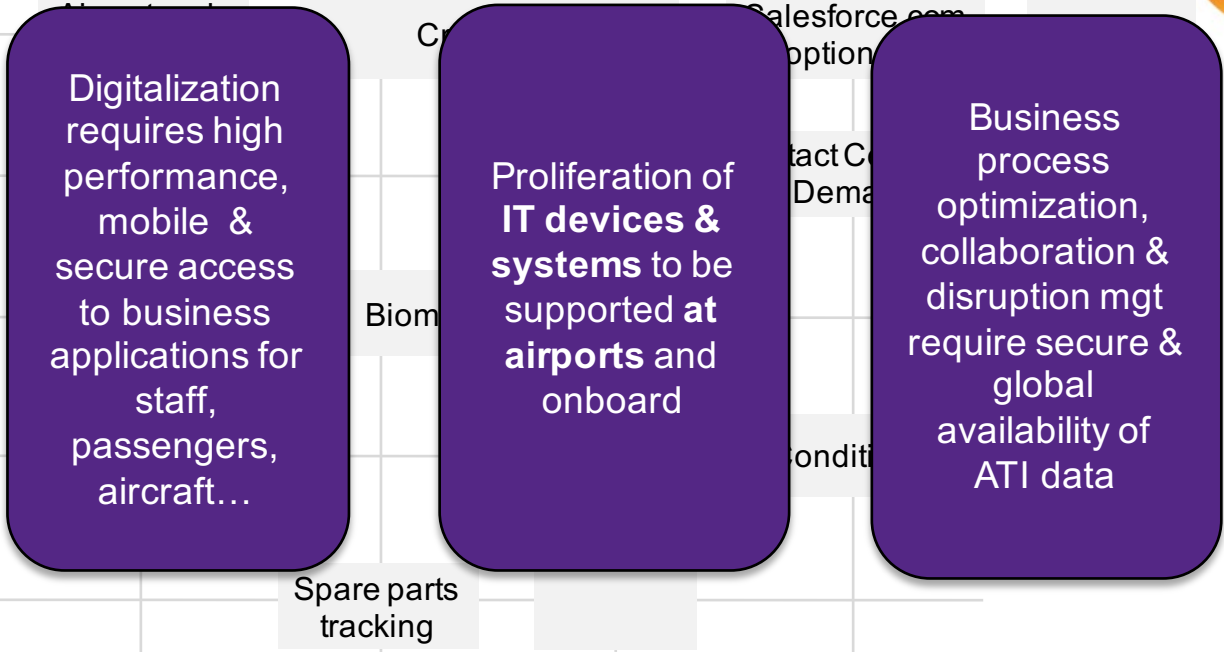 Digitalization
requires high
performance,
mobile &
secure access
to business
applications for
staff,
passengers,
aircraft…
Proliferation of
IT devices &
systems to be
supported at
airports and
onboard
Business
process
optimization,
collaboration &
disruption mgt
require secure &
global
availability of
ATI data
Spare parts
tracking